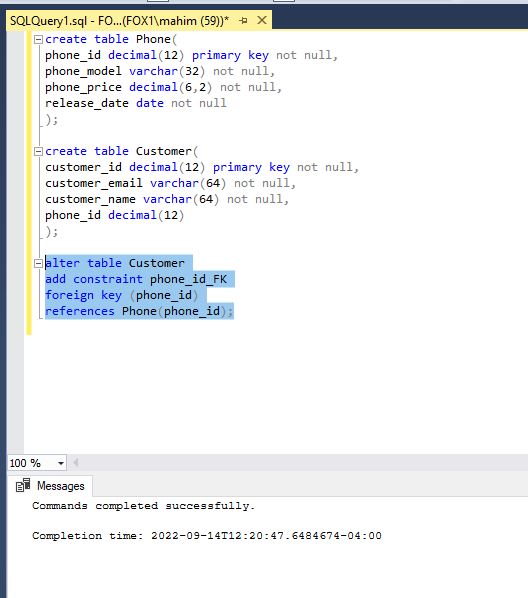 SQLQuery1.sql - FO...(FOX1\mahim (59))*
create table Phone(
phone_id decimal(12) primary key not null,
phone_model varchar(32) not null,
phone_price decimal(6,2) not null,
release_date date not null
);
create table Customer(
customer_id decimal(12) primary key not null,
customer_email varchar(64) not null,
customer_name varchar(64) not null,
phone_id decimal(12)
);
alter table Customer
add constraint phone_id_FK
foreign key (phone_id)
references Phone(phone_id);
100 %
Messages
Commands completed successfully.
Completion time: 2022-09-14T12:20:47.6484674-04:00